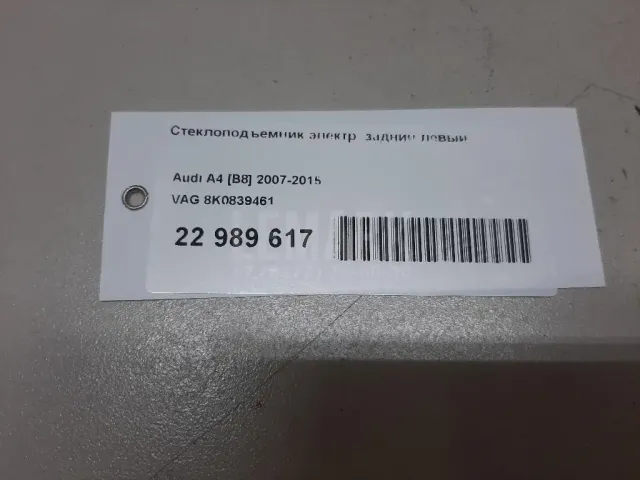 Стеклоподъемник электр. задний левый
Audi A4 [B8] 2007-2015
VAG 8K0839461
22 989 617